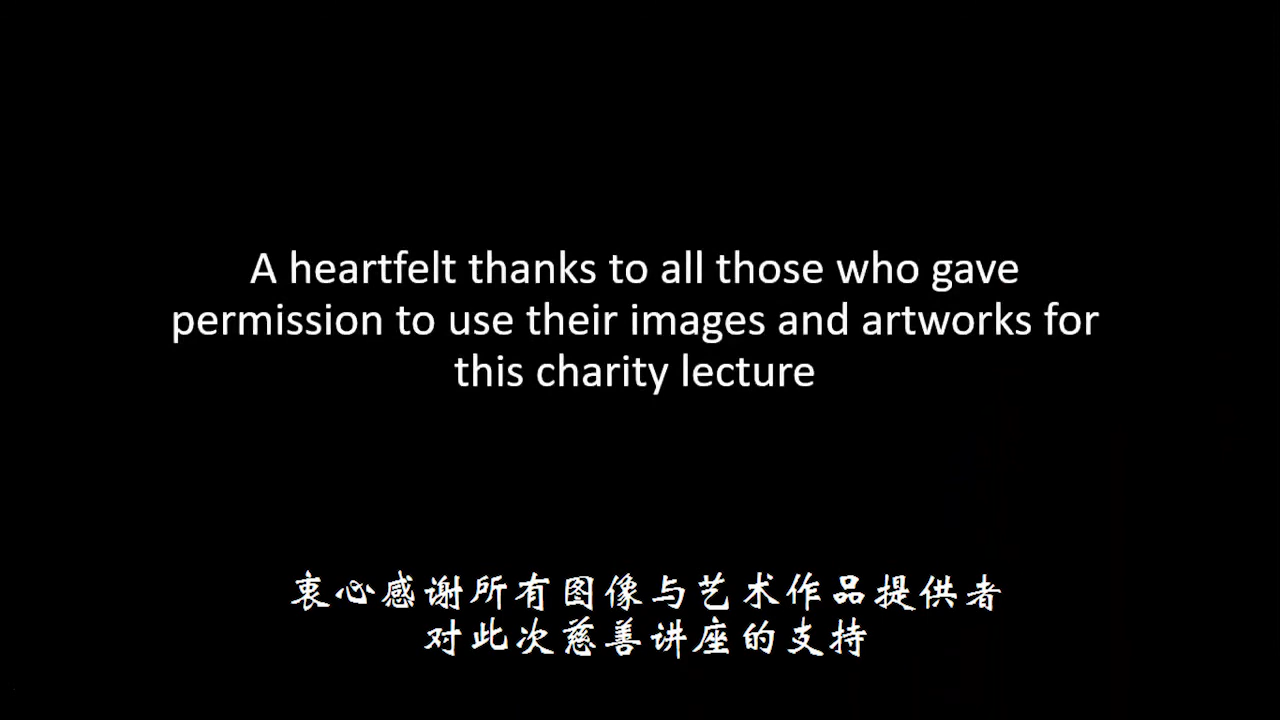 A heartfelt thanks to all those who gave
permission to use their images and artworks for
this charity lecture
衷心感谢所有图像与艺术作品提供者
对此次慈善讲座的支持